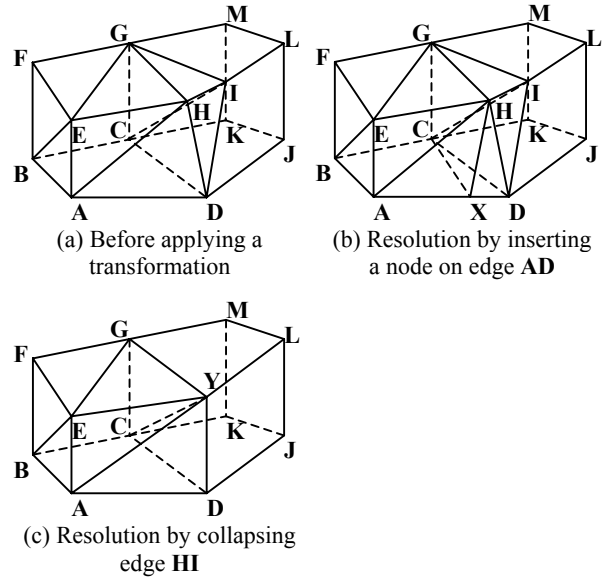 M
G
L
F
I
H
E
C
K
J
B
A
D
(a) Before applying a
transformation
M
G
L
F
I
H
E
C
K
J
B
A
X
D
(b) Resolution by inserting
a node on edge AD
M
G
L
F
Y
E
C
K
J
B
A
D
(c) Resolution by collapsing
edge HI